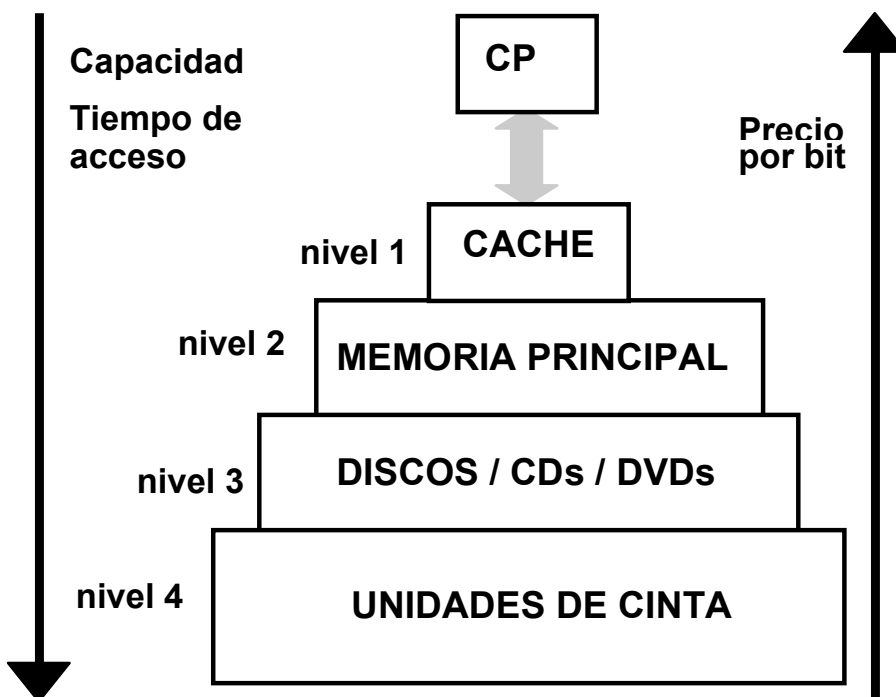 Capacidad
Tiempo de
acceso
CP
Precio
por bit
nivel 1
CACHE
nivel 2
MEMORIA PRINCIPAL
nivel 3
DISCOS / CDs / DVDs
nivel 4
UNIDADES DE CINTA